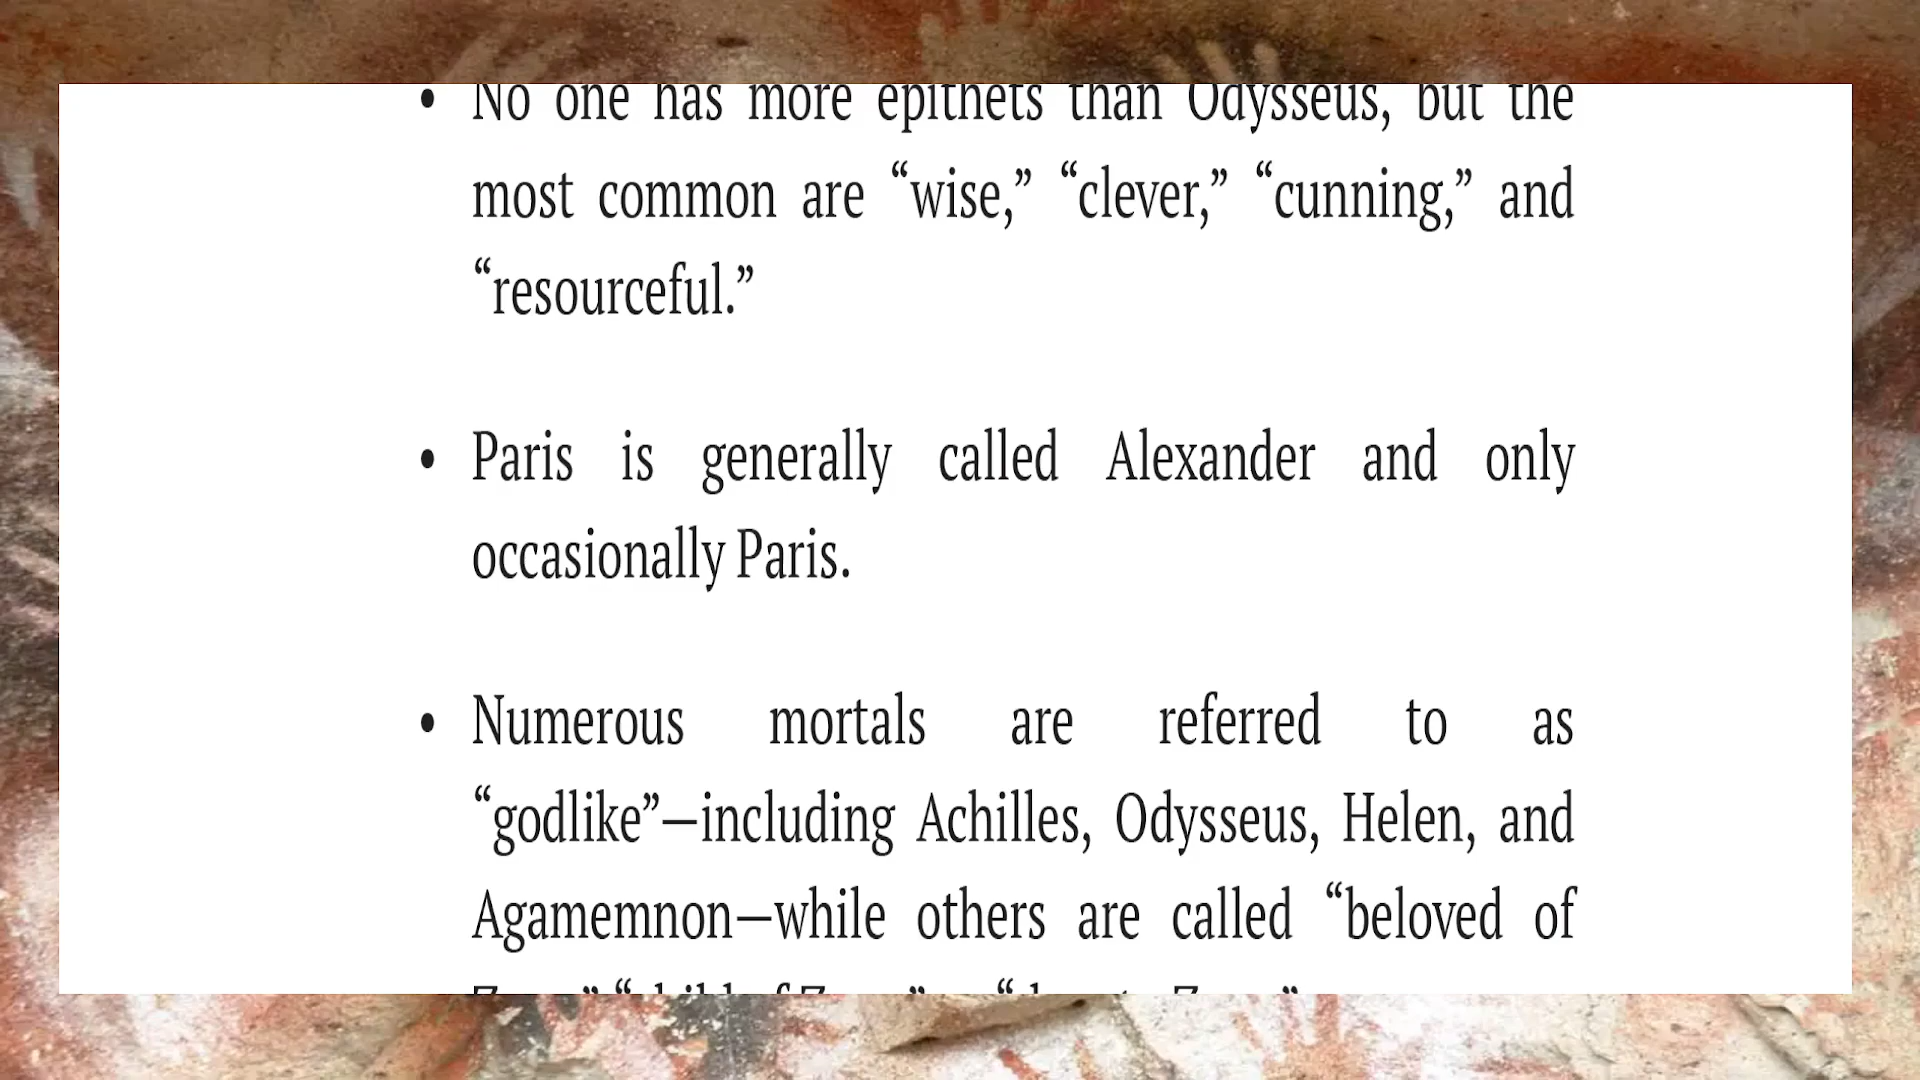 • No one has more epithets than Odysseus, but the
most common are “wise,” “clever,” “cunning,” and
“resourceful.”
• Paris is generally called Alexander and only
occasionally Paris.
• Numerous mortals are referred to as
“godlike”—including Achilles, Odysseus, Helen, and
Agamemnon—while others are called “beloved of